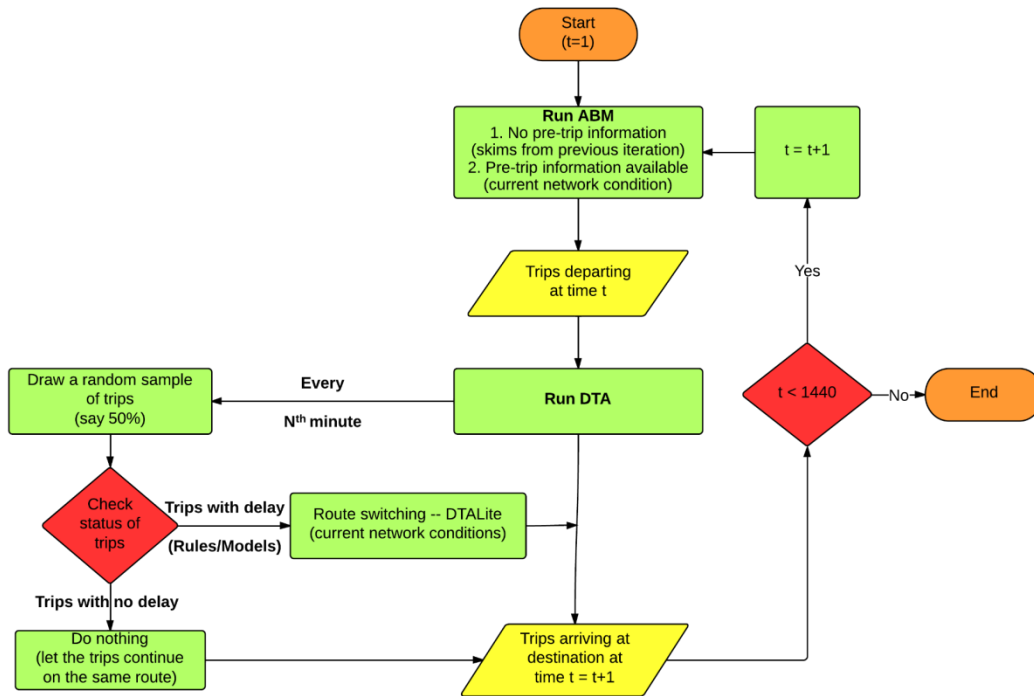 Start
(t=1)
Run ABM
1. No pre-trip information
(skims from previous iteration)
2. Pre-trip information available
(current network condition)
t = t+1
Trips departing
at time t
Yes
Draw a random sample
of trips
(say 50%)
Every
Nth minute
Run DTA
t < 1440
No
End
Check
status of
trips
Trips with delay
(Rules/Models)
Route switching -- DTALite
(current network conditions)
Trips with no delay
Do nothing
(let the trips continue
on the same route)
Trips arriving at
destination at
time t = t+1